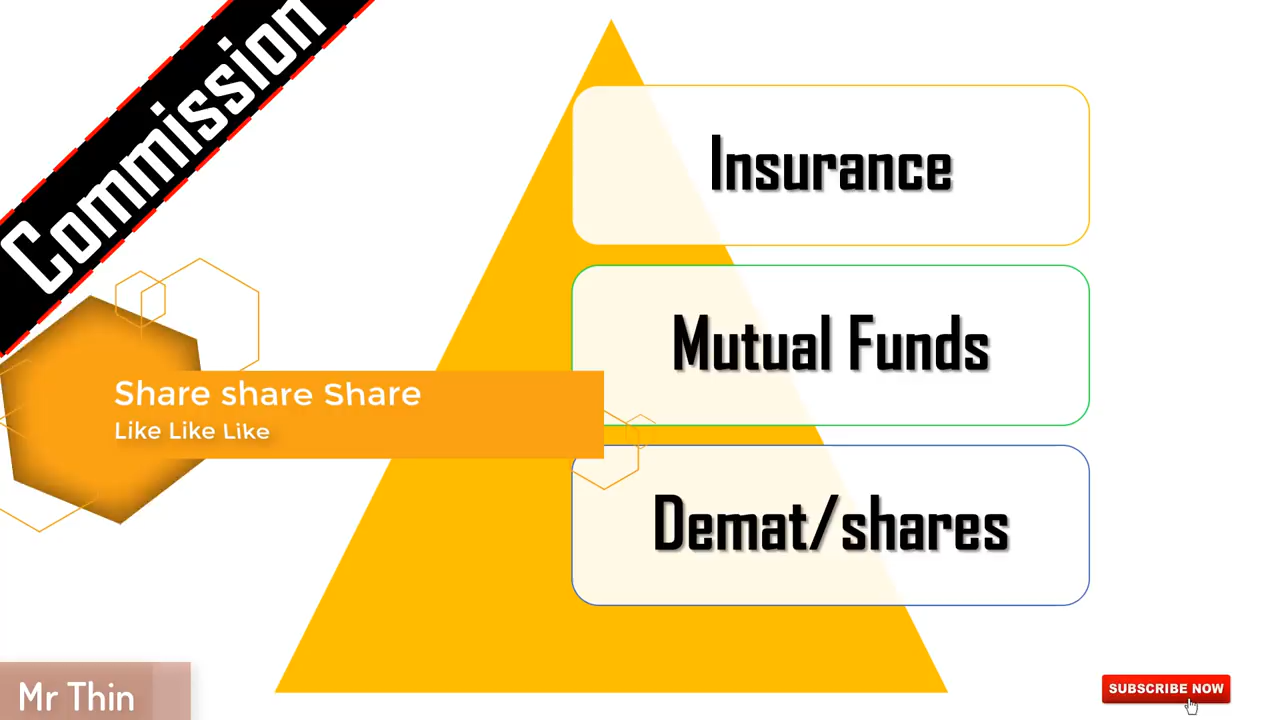 Commission
Insurance
Mutual Funds
Share share Share
Like Like Like
Demat/shares
Mr Thin
SUBSCRIBE NOW